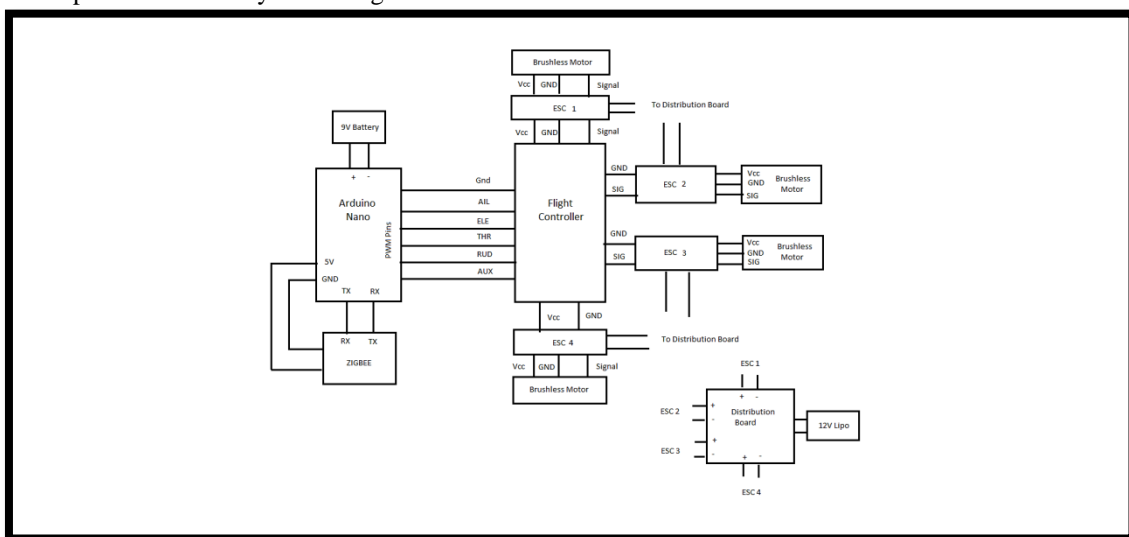 Brushless Motor
Vcc GND Signal
ESC 1
To Distribution Board
Vcc GND Signal
9V Battery
+ -
Arduino
Nano
PWM Pins
5V
GND
TX RX
RX TX
ZIGBEE
Gnd
AIL
ELE
THR
RUD
AUX
Flight
Controller
GND
SIG
ESC 2
Vcc
GND
SIG
Brushless
Motor
GND
SIG
ESC 3
Vcc
GND
SIG
Brushless
Motor
Vcc GND
ESC 4
To Distribution Board
Vcc GND Signal
Brushless Motor
ESC 1
+ -
ESC 2
+
-
Distribution
Board
ESC 3
+
-
+ -
ESC 4
12V Lipo